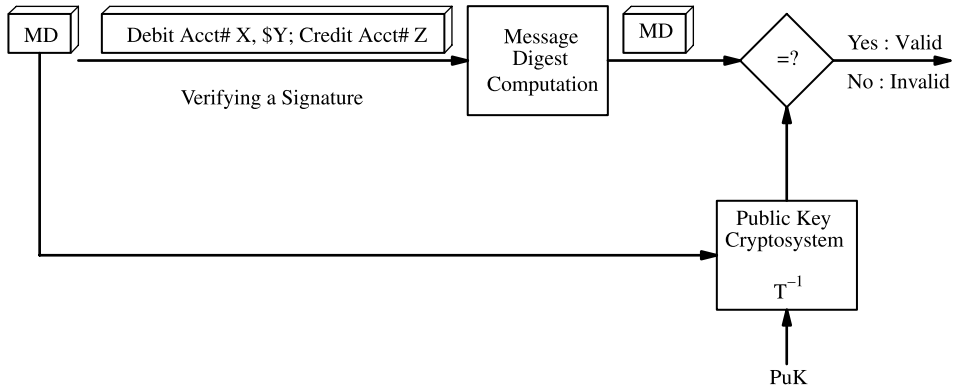 MD
Debit Acct# X, $Y; Credit Acct# Z
Verifying a Signature
Message
Digest
Computation
MD
=?
Yes : Valid
No : Invalid
Public Key
Cryptosystem
T⁻¹
PuK